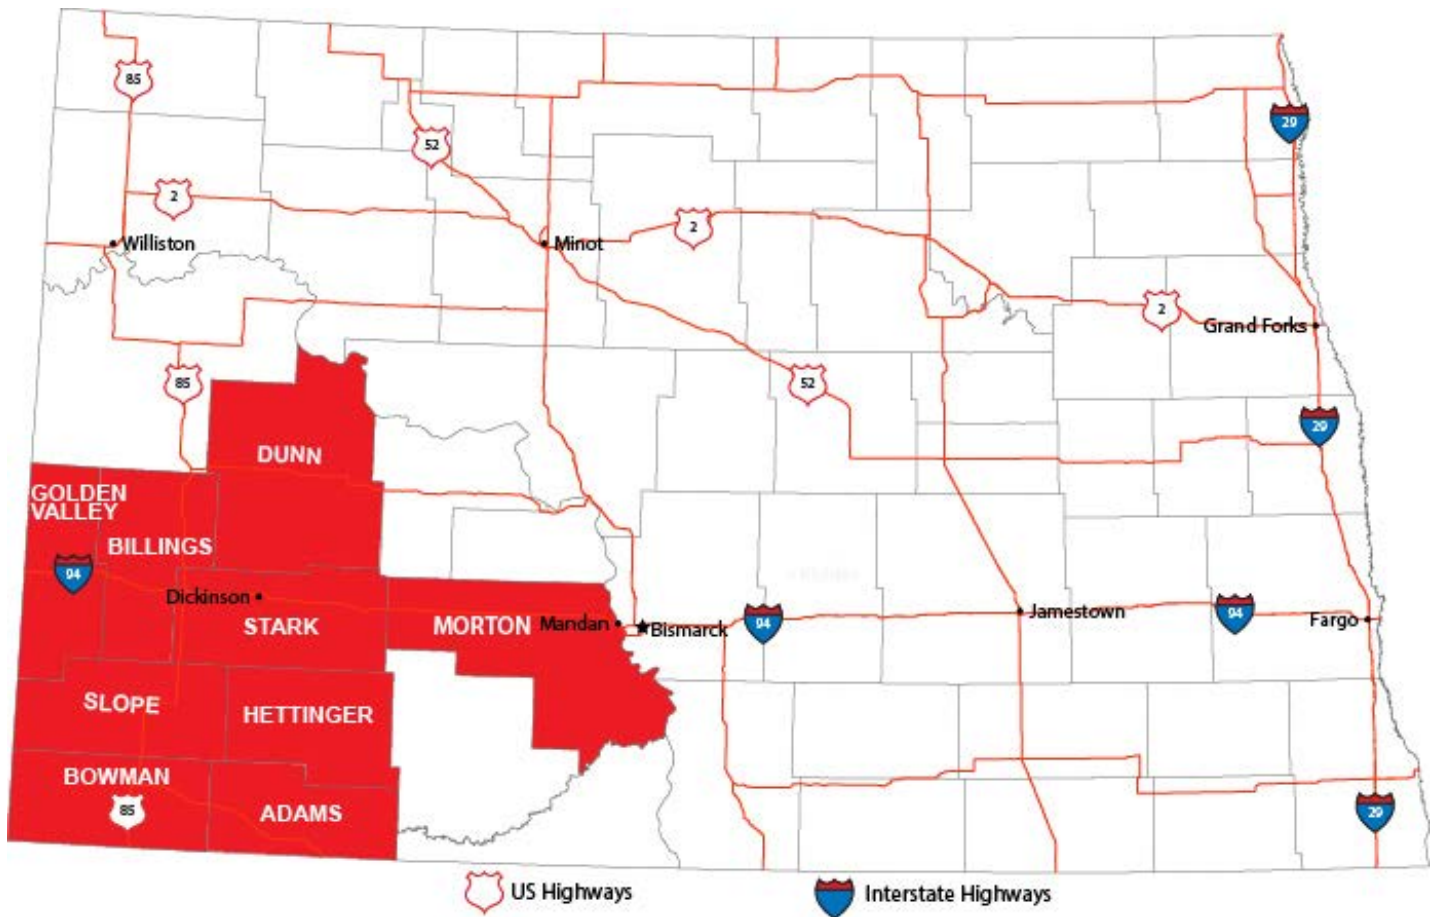 85
29
52
2
2
Williston
Minot
2
Grand Forks
85
52
29
DUNN
GOLDEN
VALLEY
BILLINGS
94
Dickinson
STARK
MORTON
Mandan
Bismarck
94
Jamestown
94
Fargo
SLOPE
HETTINGER
BOWMAN
85
ADAMS
29
US Highways
Interstate Highways